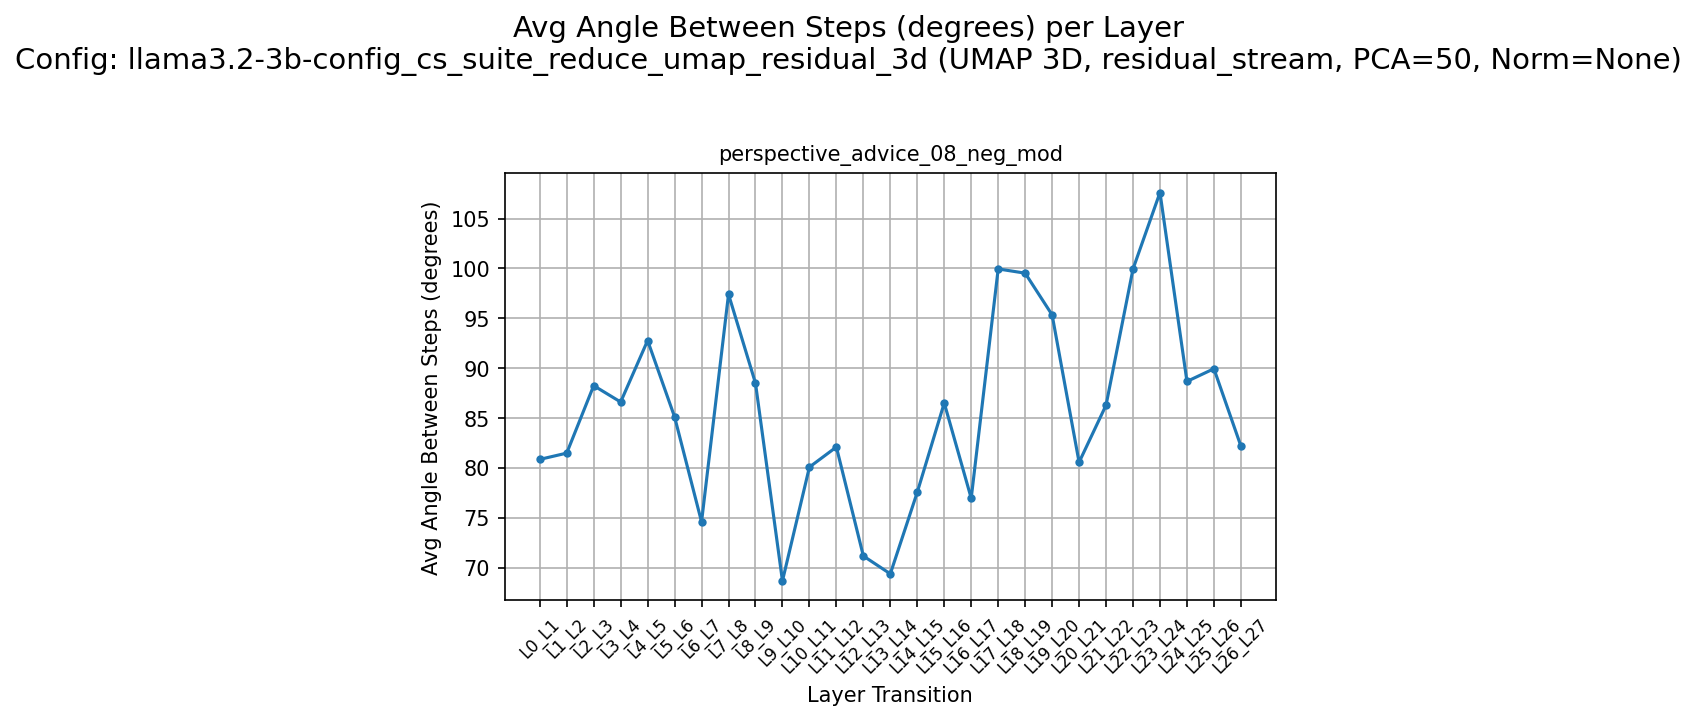 Avg Angle Between Steps (degrees) per Layer
Config: llama3.2-3b-config_cs_suite_reduce_umap_residual_3d (UMAP 3D, residual_stream, PCA=50, Norm=None)
perspective_advice_08_neg_mod
Avg Angle Between Steps (degrees)
105
100
95
90
85
80
75
70
L0_L1
L1_L2
L2_L3
L3_L4
L4_L5
L5_L6
L6_L7
L7_L8
L8_L9
L9_L10
L10_L11
L11_L12
L12_L13
L13_L14
L14_L15
L15_L16
L16_L17
L17_L18
L18_L19
L19_L20
L20_L21
L21_L22
L22_L23
L23_L24
L24_L25
L25_L26
L26_L27
Layer Transition